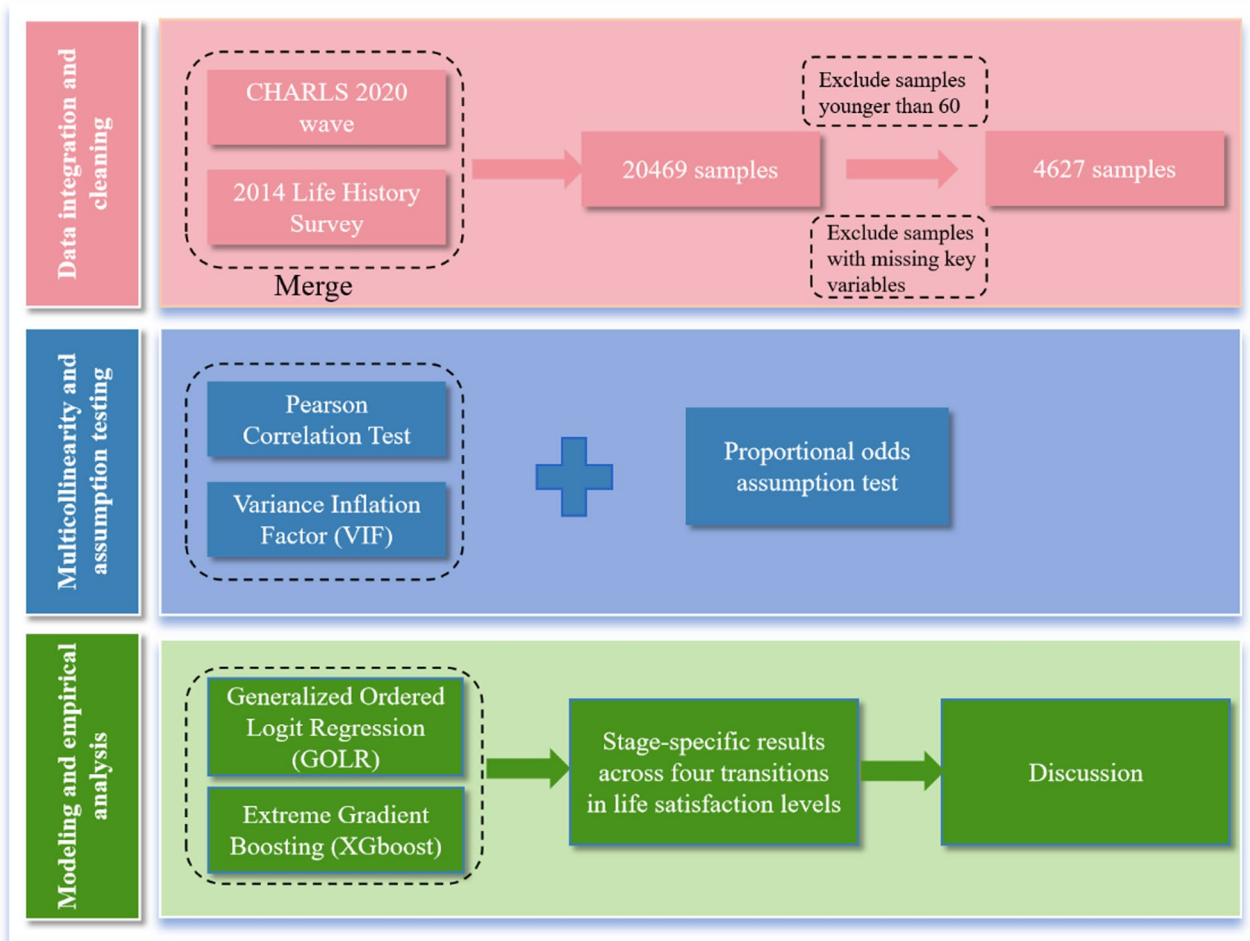 Data integration and
cleaning
CHARLS 2020
wave
2014 Life History
Survey
Merge
20469 samples
Exclude samples
younger than 60
Exclude samples
with missing key
variables
4627 samples
Multicollinearity and
assumption testing
Pearson
Correlation Test
Variance Inflation
Factor (VIF)
Proportional odds
assumption test
Modeling and empirical
analysis
Generalized Ordered
Logit Regression
(GOLR)
Extreme Gradient
Boosting (XGboost)
Stage-specific results
across four transitions
in life satisfaction levels
Discussion